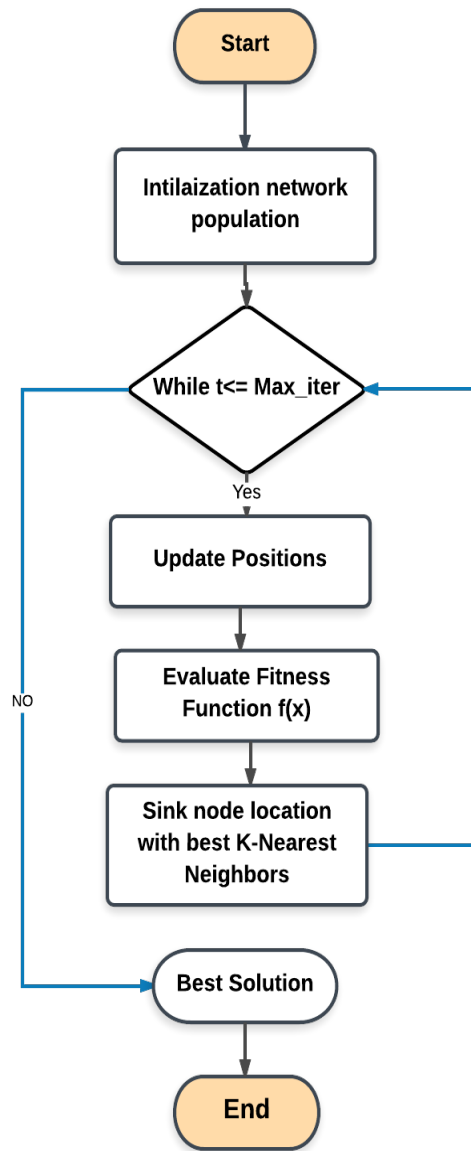 Start
Intilaization network
population
While t<= Max_iter
Yes
Update Positions
Evaluate Fitness
Function f(x)
NO
Sink node location
with best K-Nearest
Neighbors
Best Solution
End